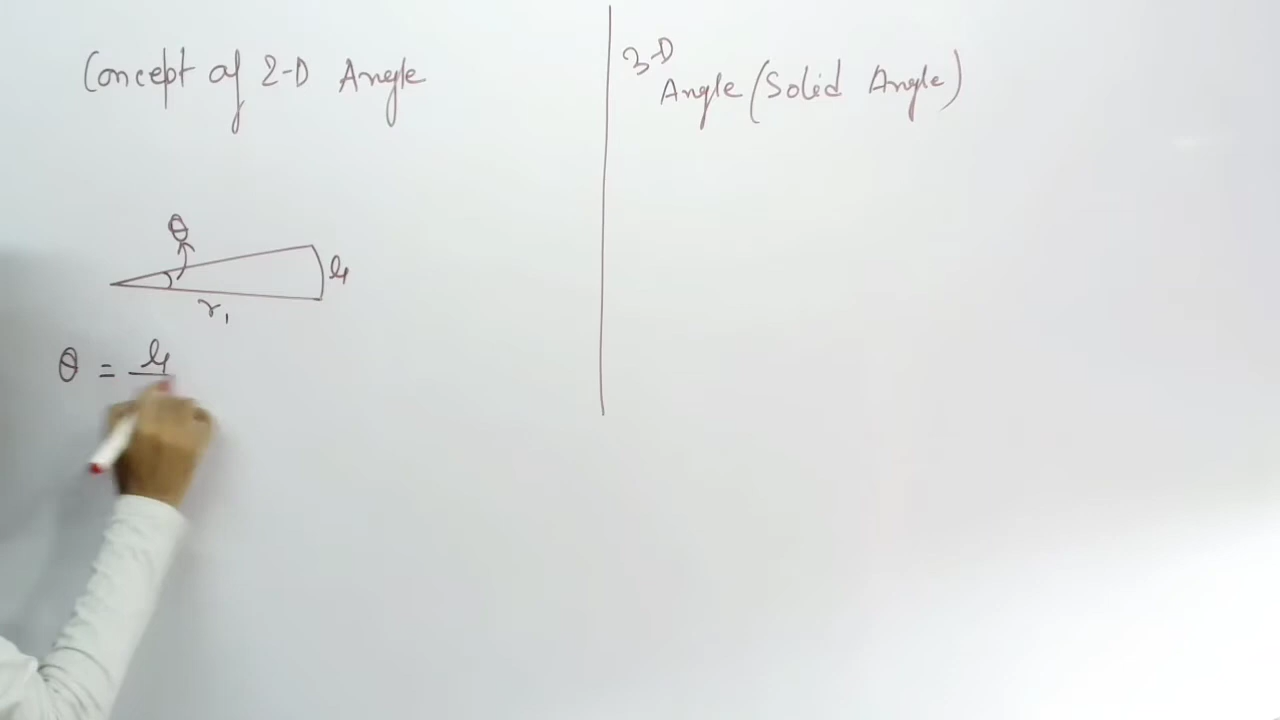 Concept of 2-D Angle
θ
l₁
r₁
θ = l₁
3-D
Angle (Solid Angle)